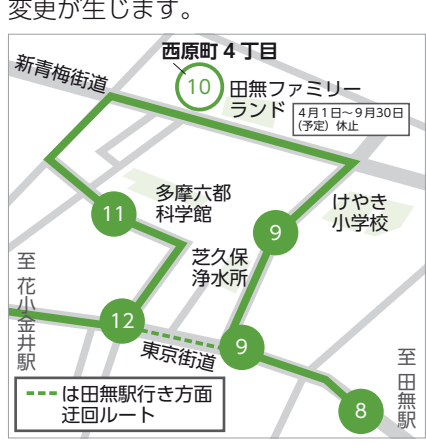 変更が生じます。
西原町4丁目
新青梅街道
10
田無ファミリー
ランド
4月1日～9月30日
(予定) 休止
多摩六都
科学館
11
9
けやき
小学校
芝久保
浄水所
至 花小金井駅
12
東京街道
9
至 田無駅
8
は田無駅行き方面
迂回ルート